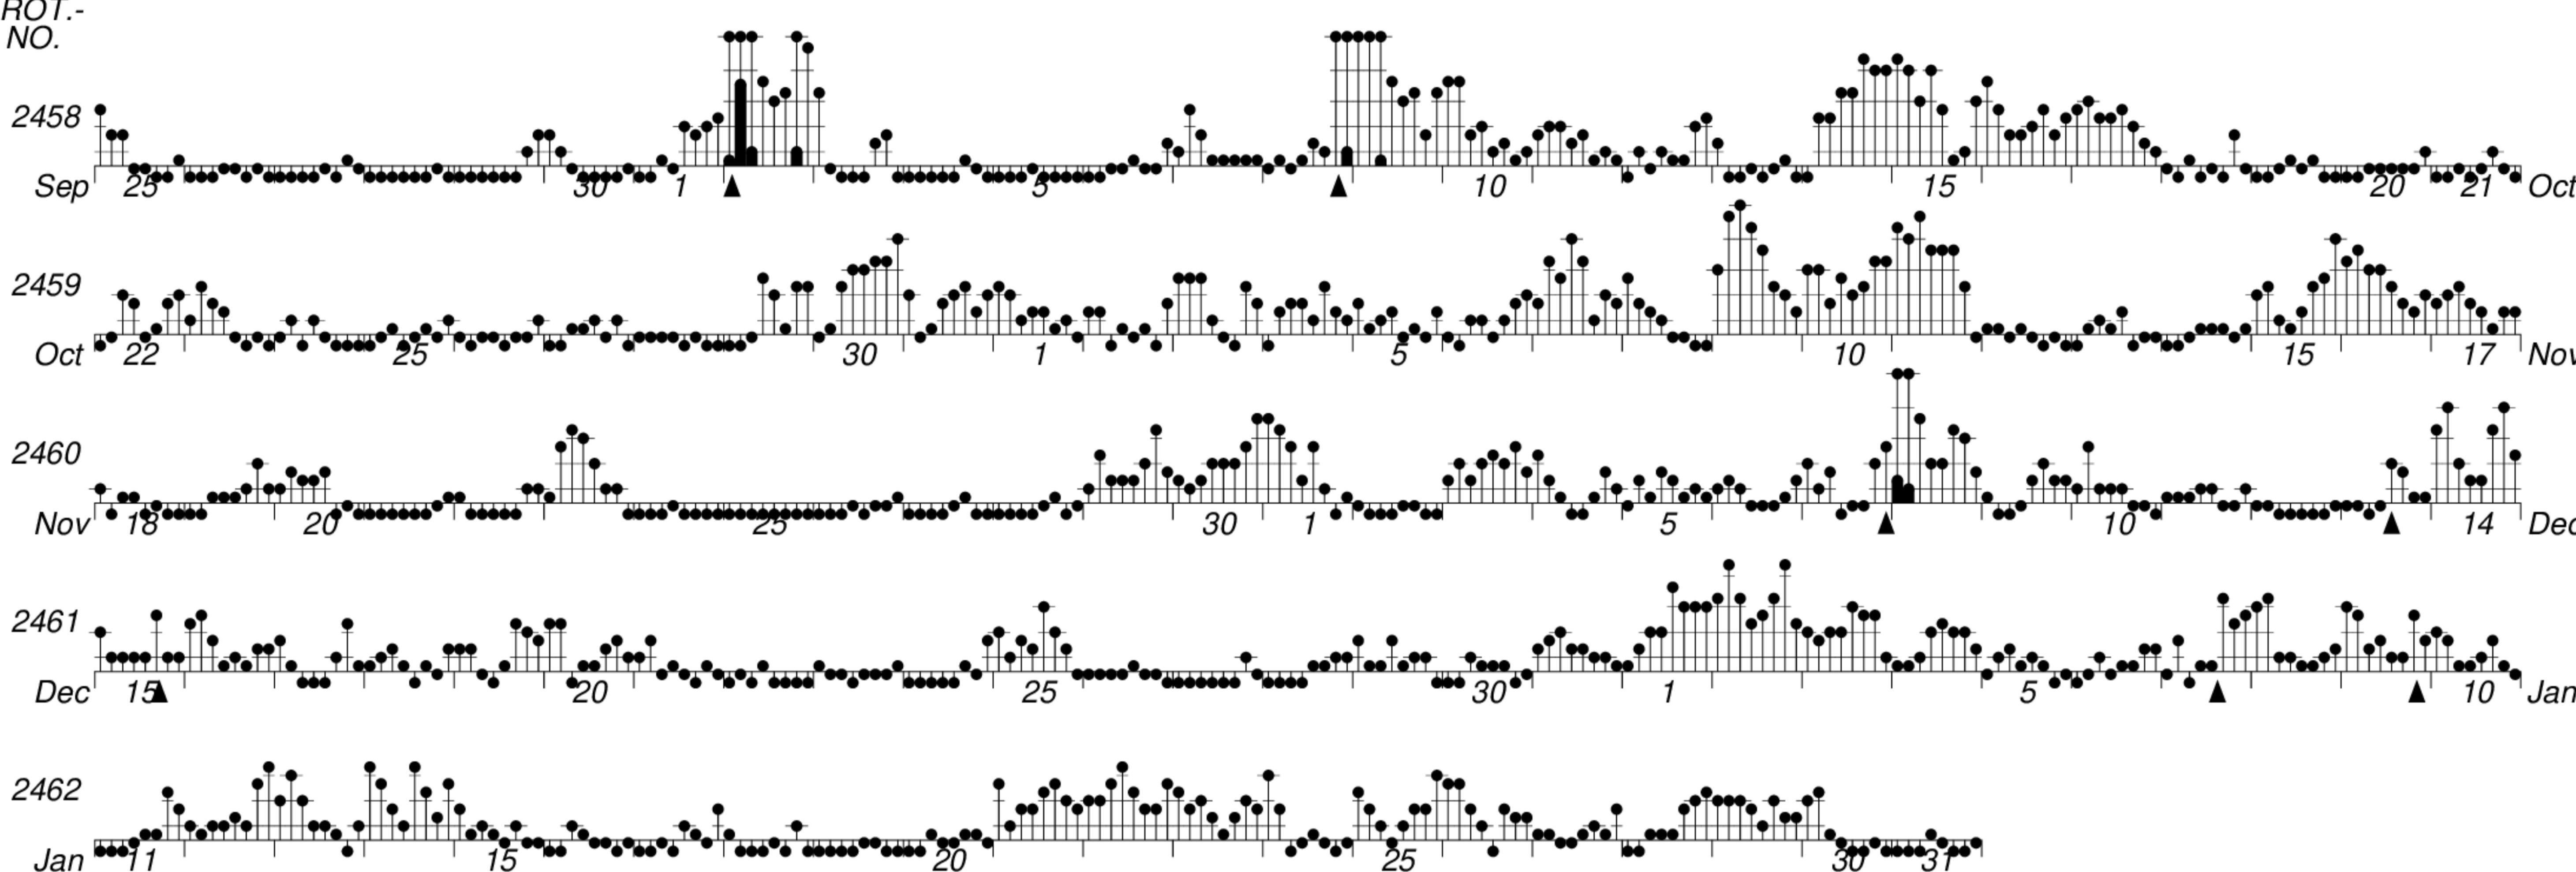 ROT.-
NO.
2458
Sep 25 30 1 5 10 15 20 21 Oct
2459
Oct 22 25 30 1 5 10 15 17 Nov
2460
Nov 18 20 25 30 1 5 10 14 Dec
2461
Dec 15 20 25 30 1 5 10 Jan
2462
Jan 11 15 20 25 30 31